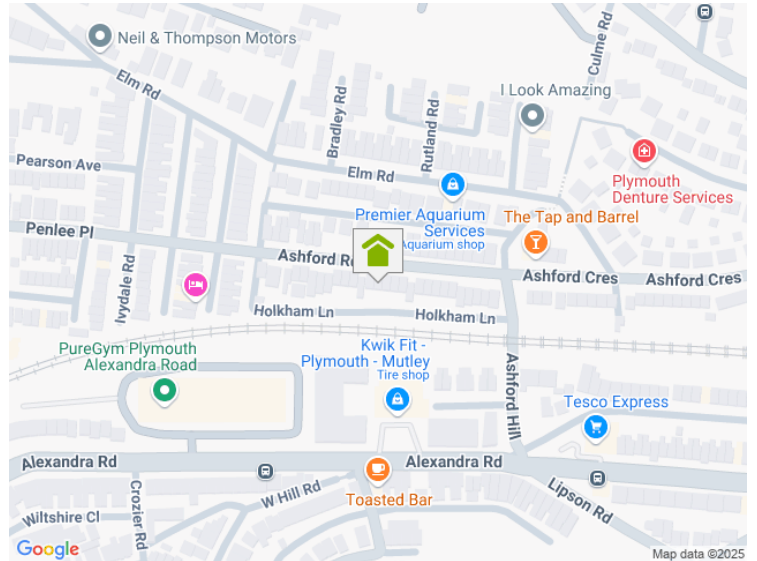 Neil & Thompson Motors
Elm Rd
Culme Rd
I Look Amazing
Bradley Rd
Rutland Rd
Pearson Ave
Elm Rd
Plymouth
Denture Services
Premier Aquarium
Services
Aquarium shop
The Tap and Barrel
Penlee Pl
Ashford R
Ashford Cres
Ashford Cres
Ivydale Rd
Holkham Ln
Holkham Ln
PureGym Plymouth
Alexandra Road
Kwik Fit -
Plymouth - Mutley
Tire shop
Ashford Hill
Tesco Express
Alexandra Rd
Alexandra Rd
Crozier Rd
W Hill Rd
Toasted Bar
Lipson Rd
Wiltshire Cl
Google
Map data ©2025